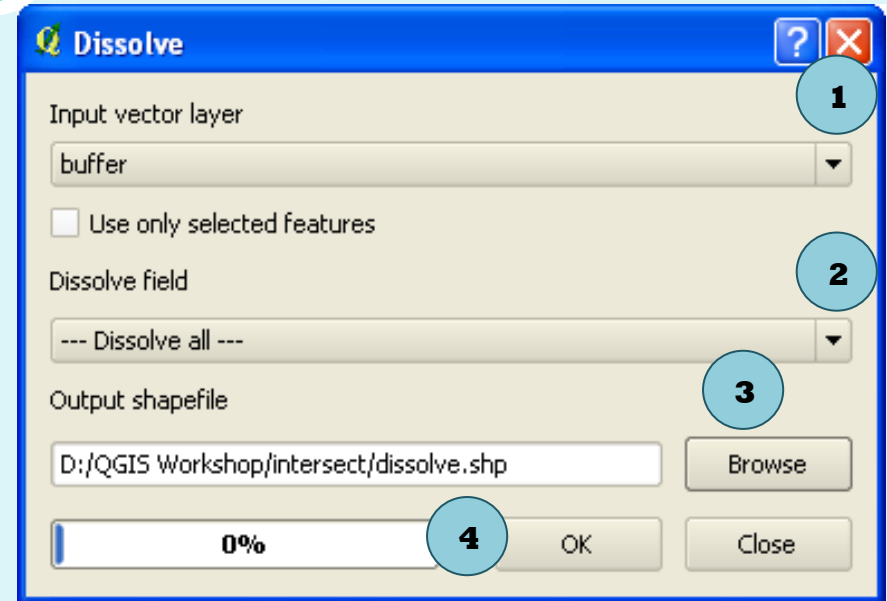 Dissolve
?
1
Input vector layer
buffer
Use only selected features
2
Dissolve field
--- Dissolve all ---
3
Output shapefile
D:/QGIS Workshop/intersect/dissolve.shp
Browse
0%
4
OK
Close